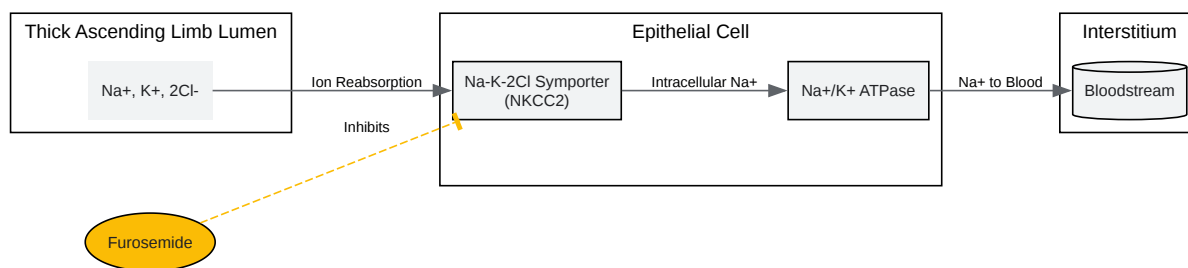 Thick Ascending Limb Lumen
Epithelial Cell
Interstitium
Na+, K+, 2Cl-
Ion Reabsorption
Na-K-2Cl Symporter
(NKCC2)
Intracellular Na+
Na+/K+ ATPase
Na+ to Blood
Bloodstream
Inhibits
Furosemide